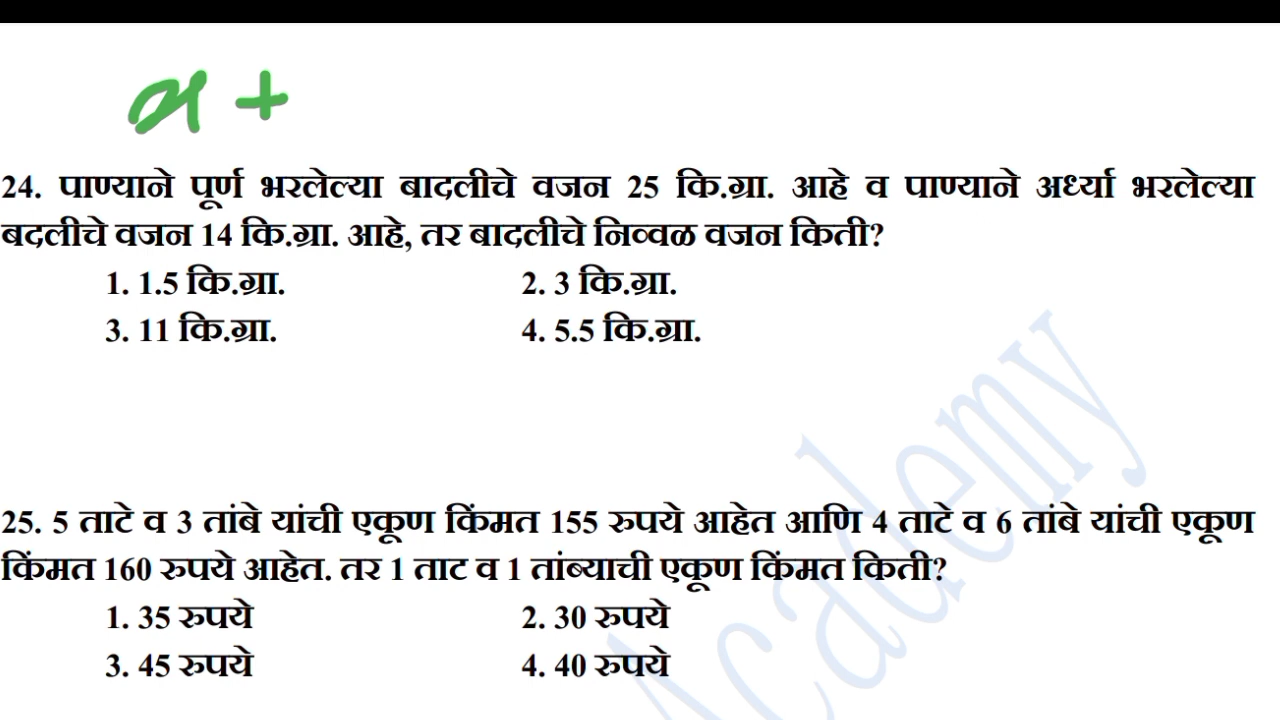 x +
24. पाण्याने पूर्ण भरलेल्या बादलीचे वजन 25 कि.ग्रा. आहे व पाण्याने अर्ध्या भरलेल्या
बदलीचे वजन 14 कि.ग्रा. आहे, तर बादलीचे निव्वळ वजन किती?
1. 1.5 कि.ग्रा. 2. 3 कि.ग्रा.
3. 11 कि.ग्रा. 4. 5.5 कि.ग्रा.
25. 5 ताटे व 3 तांबे यांची एकूण किंमत 155 रुपये आहेत आणि 4 ताटे व 6 तांबे यांची एकूण
किंमत 160 रुपये आहेत. तर 1 ताट व 1 तांब्याची एकूण किंमत किती?
1. 35 रुपये 2. 30 रुपये
3. 45 रुपये 4. 40 रुपये
Academy